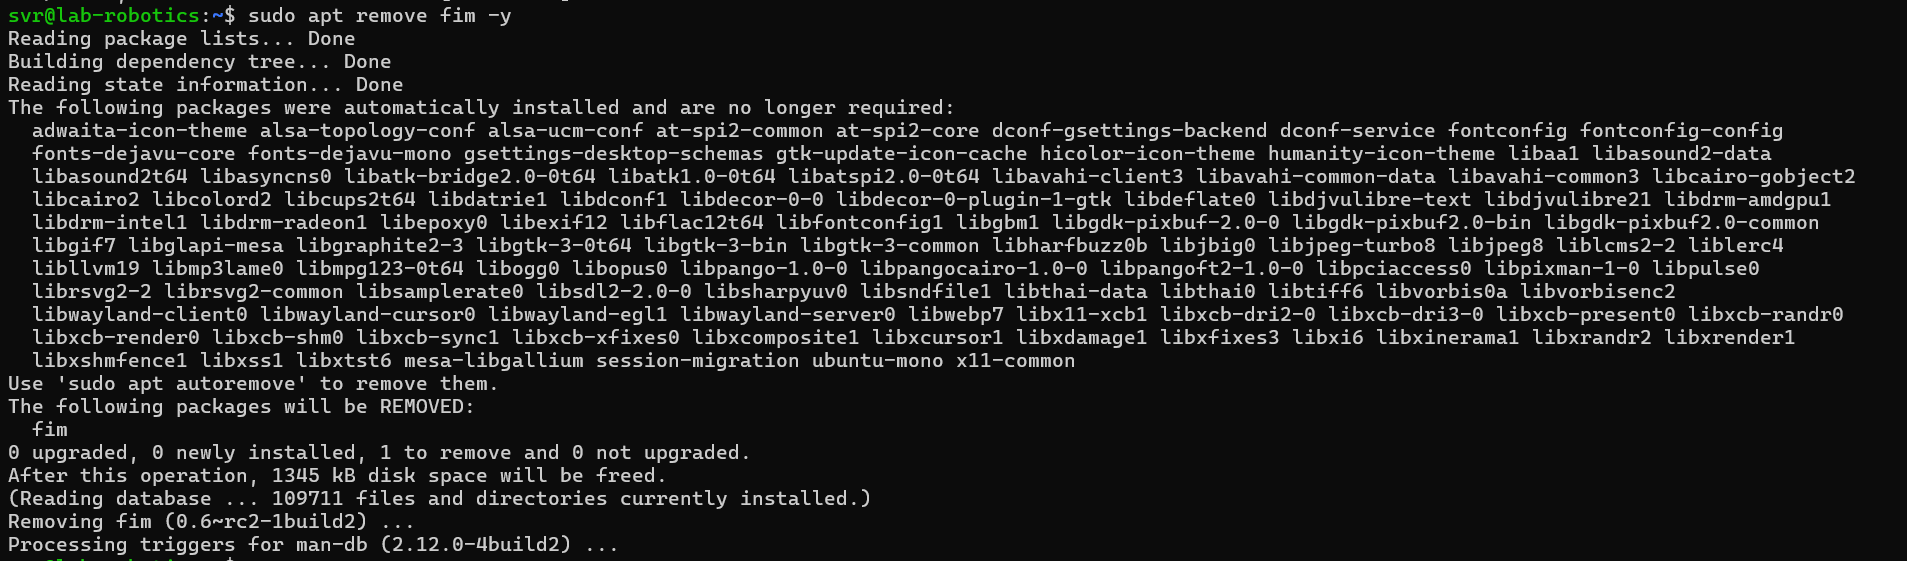 svr@lab-robotics:~$ sudo apt remove fim -y
Reading package lists... Done
Building dependency tree... Done
Reading state information... Done
The following packages were automatically installed and are no longer required:
  adwaita-icon-theme alsa-topology-conf alsa-ucm-conf at-spi2-common at-spi2-core dconf-gsettings-backend dconf-service fontconfig fontconfig-config
  fonts-dejavu-core fonts-dejavu-mono gsettings-desktop-schemas gtk-update-icon-cache hicolor-icon-theme humanity-icon-theme libaa1 libasound2-data
  libasound2t64 libasyncns0 libatk-bridge2.0-0t64 libatk1.0-0t64 libatspi2.0-0t64 libavahi-client3 libavahi-common-data libavahi-common3 libcairo-gobject2
  libcairo2 libcolord2 libcups2t64 libdatrie1 libdconf1 libdecor-0-0 libdecor-0-plugin-1-gtk libdeflate0 libdjvulibre-text libdjvulibre21 libdrm-amdgpu1
  libdrm-intel1 libdrm-radeon1 libepoxy0 libexif12 libflac12t64 libfontconfig1 libgbm1 libgdk-pixbuf-2.0-0 libgdk-pixbuf2.0-bin libgdk-pixbuf2.0-common
  libgif7 libglapi-mesa libgraphite2-3 libgtk-3-0t64 libgtk-3-bin libgtk-3-common libharfbuzz0b libjbig0 libjpeg-turbo8 libjpeg8 liblcms2-2 liblerc4
  libllvm19 libmp3lame0 libmpg123-0t64 libogg0 libopus0 libpango-1.0-0 libpangocairo-1.0-0 libpangoft2-1.0-0 libpciaccess0 libpixman-1-0 libpulse0
  librsvg2-2 librsvg2-common libsamplerate0 libsdl2-2.0-0 libsharpyuv0 libsndfile1 libthai-data libthai0 libtiff6 libvorbis0a libvorbisenc2
  libwayland-client0 libwayland-cursor0 libwayland-egl1 libwayland-server0 libwebp7 libx11-xcb1 libxcb-dri2-0 libxcb-dri3-0 libxcb-present0 libxcb-randr0
  libxcb-render0 libxcb-shm0 libxcb-sync1 libxcb-xfixes0 libxcomposite1 libxcursor1 libxdamage1 libxfixes3 libxi6 libxinerama1 libxrandr2 libxrender1
  libxshmfence1 libxss1 libxtst6 mesa-libgallium session-migration ubuntu-mono x11-common
Use 'sudo apt autoremove' to remove them.
The following packages will be REMOVED:
  fim
0 upgraded, 0 newly installed, 1 to remove and 0 not upgraded.
After this operation, 1345 kB disk space will be freed.
(Reading database ... 109711 files and directories currently installed.)
Removing fim (0.6~rc2-1build2) ...
Processing triggers for man-db (2.12.0-4build2) ...